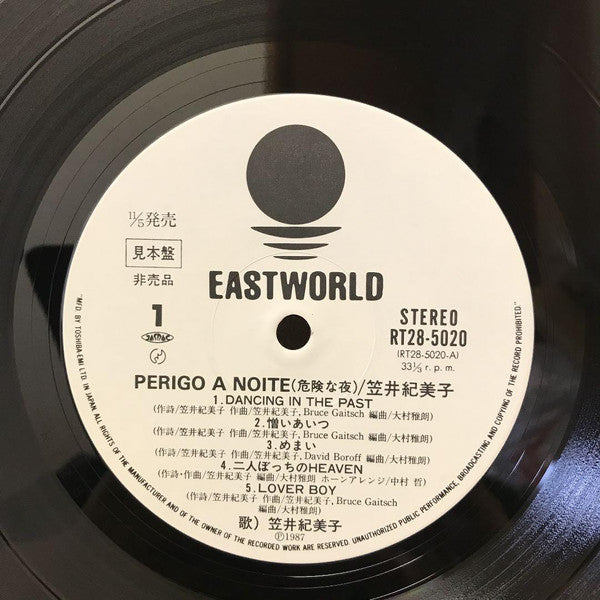 11/5発売
見本盤
非売品
EASTWORLD
1
JASRAC
STEREO
RT28-5020
(RT28-5020-A)
33⅓ r. p. m.
PERIGO A NOITE(危険な夜)/笠井紀美子
1.DANCING IN THE PAST
(作詩/笠井紀美子 作曲/笠井紀美子, Bruce Gaitsch 編曲/大村雅朗)
2.憎いあいつ
(作詩/笠井紀美子 作曲/笠井紀美子, Bruce Gaitsch 編曲/大村雅朗)
3.めまい
(作詩/笠井紀美子 作曲/笠井紀美子, David Boroff 編曲/大村雅朗)
4.二人ぼっちのHEAVEN
(作詩・作曲/笠井紀美子 編曲/大村雅朗 ホーンアレンジ/中村 哲)
5.LOVER BOY
(作詩/笠井紀美子 作曲/笠井紀美子, Bruce Gaitsch
編曲/大村雅朗)
歌) 笠井紀美子
Ⓟ1987
"MF'D BY TOSHIBA-EMI LTD. IN JAPAN ALL RIGHTS OF THE MANUFACTURER AND OF THE OWNER OF THE RECORDED WORK ARE RESERVED. UNAUTHORIZED PUBLIC PERFORMANCE, BROADCASTING AND COPYING OF THE RECORD PROHIBITED"